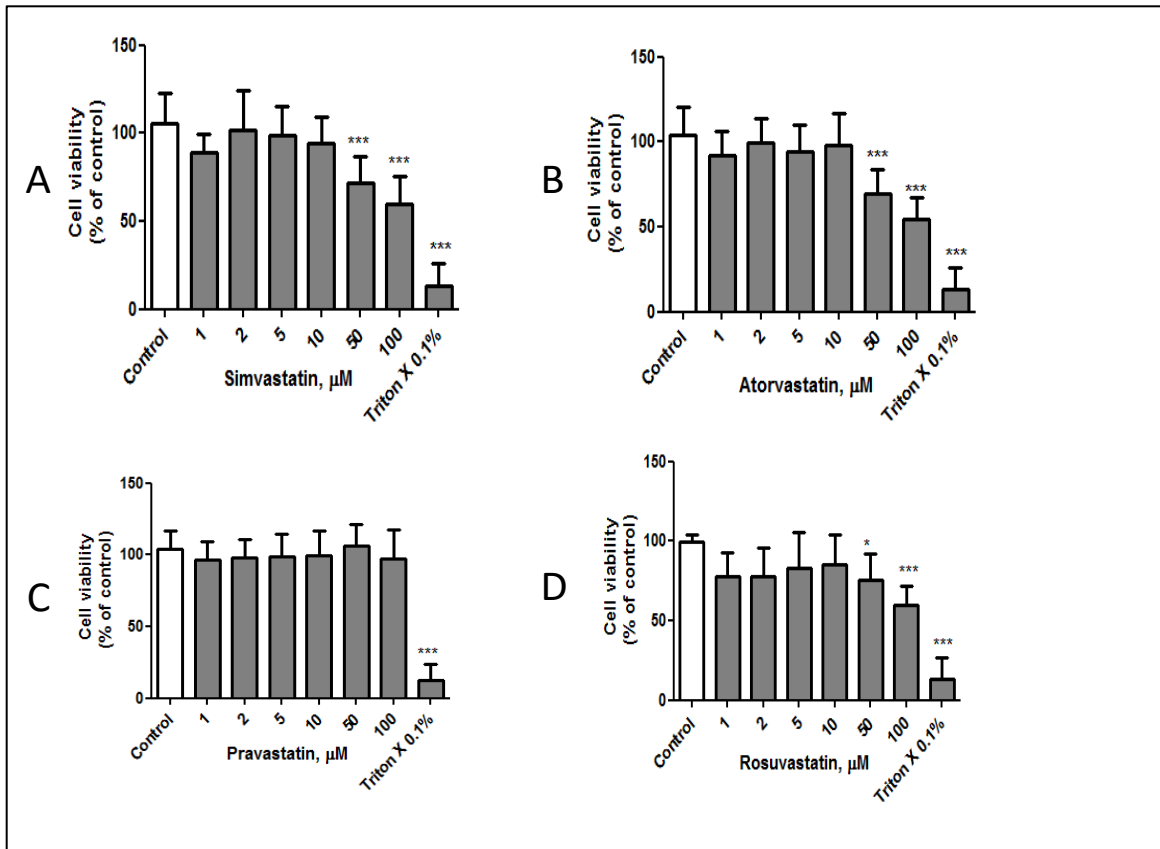 A
Cell viability
(% of control)
150
100
50
0
***
***
***
Control
1
2
5
10
50
100
Triton X 0.1%
Simvastatin, μM
B
Cell viability
(% of control)
150
100
50
0
***
***
***
Control
1
2
5
10
50
100
Triton X 0.1%
Atorvastatin, μM
C
Cell viability
(% of control)
150
100
50
0
***
Control
1
2
5
10
50
100
Triton X 0.1%
Pravastatin, μM
D
Cell viability
(% of control)
150
100
50
0
*
***
***
Control
1
2
5
10
50
100
Triton X 0.1%
Rosuvastatin, μM